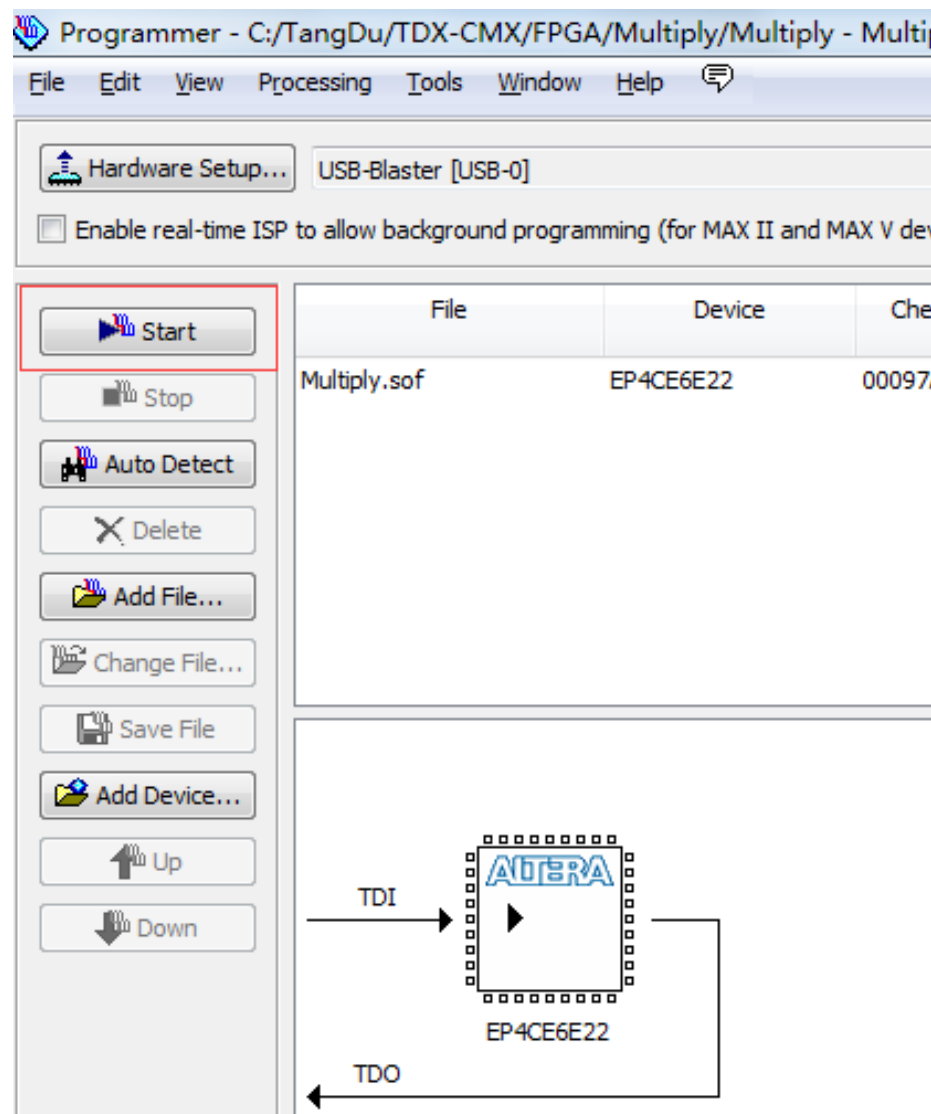 Programmer - C:/TangDu/TDX-CMX/FPGA/Multiply/Multiply - Multi
File Edit View Processing Tools Window Help
Hardware Setup... USB-Blaster [USB-0]
Enable real-time ISP to allow background programming (for MAX II and MAX V de
Start
Stop
Auto Detect
Delete
Add File...
Change File...
Save File
Add Device...
Up
Down
File Device Che
Multiply.sof EP4CE6E22 00097
ALTERA
TDI
EP4CE6E22
TDO